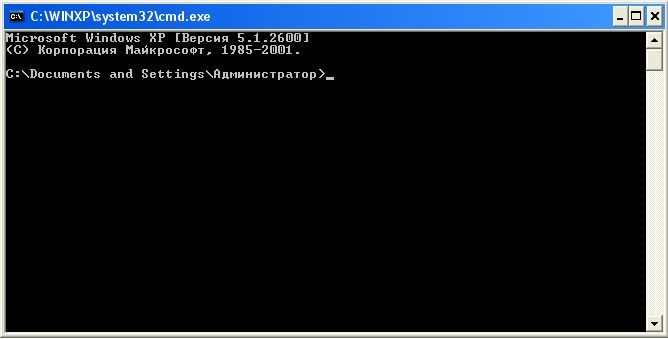 C:\WINXP\system32\cmd.exe
Microsoft Windows XP [Версия 5.1.2600]
(С) Корпорация Майкрософт, 1985-2001.
C:\Documents and Settings\Администратор>_